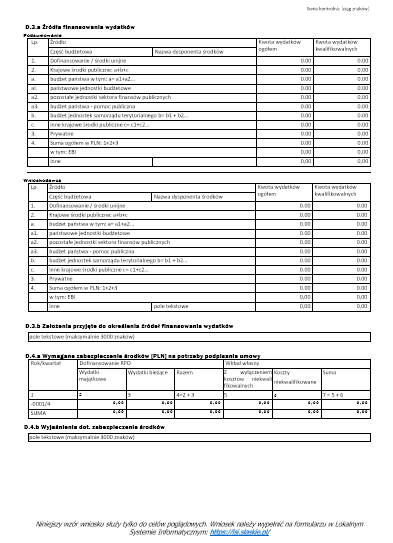 Suma kontrolna: [ciąg znaków]
D.3.a Źródła finansowania wydatków
Podsumowanie
Lp. Źródło Kwota wydatków ogółem Kwota wydatków kwalifikowalnych
Część budżetowa Nazwa dysponenta środków
1. Dofinansowanie / środki unijne 0.00 0.00
2. Krajowe środki publiczne: a+b+c 0.00 0.00
a. budżet państwa w tym: a= a1+a2... 0.00 0.00
a1. państwowe jednostki budżetowe 0.00 0.00
a2. pozostałe jednostki sektora finansów publicznych 0.00 0.00
a3. budżet państwa - pomoc publiczna 0.00 0.00
b. budżet jednostek samorządu terytorialnego b= b1 + b2... 0.00 0.00
c. inne krajowe środki publiczne c= c1+c2... 0.00 0.00
3. Prywatne 0.00 0.00
4. Suma ogółem w PLN: 1+2+3 0.00 0.00
w tym: EBI 0.00 0.00
inne 0.00 0.00
Wnioskodawca
Lp. Źródło Kwota wydatków ogółem Kwota wydatków kwalifikowalnych
Część budżetowa Nazwa dysponenta środków
1. Dofinansowanie / środki unijne 0,00 0,00
2. Krajowe środki publiczne: a+b+c 0,00 0,00
a. budżet państwa w tym: a= a1+a2... 0,00 0,00
a1. państwowe jednostki budżetowe 0,00 0,00
a2. pozostałe jednostki sektora finansów publicznych 0,00 0,00
a3. budżet państwa - pomoc publiczna 0,00 0,00
b. budżet jednostek samorządu terytorialnego b= b1 + b2... 0,00 0,00
c. inne krajowe środki publiczne c= c1+c2... 0,00 0,00
3. Prywatne 0,00 0,00
4. Suma ogółem w PLN: 1+2+3 0,00 0,00
w tym: EBI 0,00 0,00
inne pole tekstowe 0,00 0,00
D.3.b Założenia przyjęte do określenia źródeł finansowania wydatków
pole tekstowe (maksymalnie 3000 znaków)
D.4.a Wymagane zabezpieczenie środków [PLN] na potrzeby podpisania umowy
Rok/kwartał Dofinansowanie RPO Wkład własny
Wydatki majątkowe Wydatki bieżące Razem Z wyłączeniem kosztów niekwalifikowalnych Koszty niekwalifikowane Suma
1 2 3 4=2 + 3 5 6 7 = 5 + 6
-0001/4 0,00 0,00 0,00 0,00 0,00 0,00
SUMA 0,00 0,00 0,00 0,00 0,00 0,00
D.4.b Wyjaśnienia dot. zabezpieczenie środków
pole tekstowe (maksymalnie 3000 znaków)
Niniejszy wzór wniosku służy tylko do celów poglądowych. Wniosek należy wypełnić na formularzu w Lokalnym
Systemie Informatycznym: https://lsi.slaskie.pl/